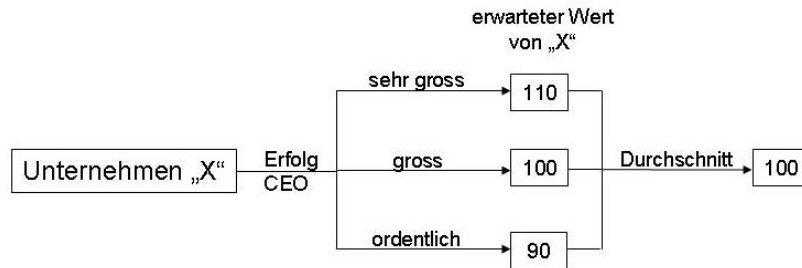 erwarteter Wert
von „X“
sehr gross
110
Unternehmen „X“
Erfolg
CEO
gross
100
Durchschnitt
100
ordentlich
90